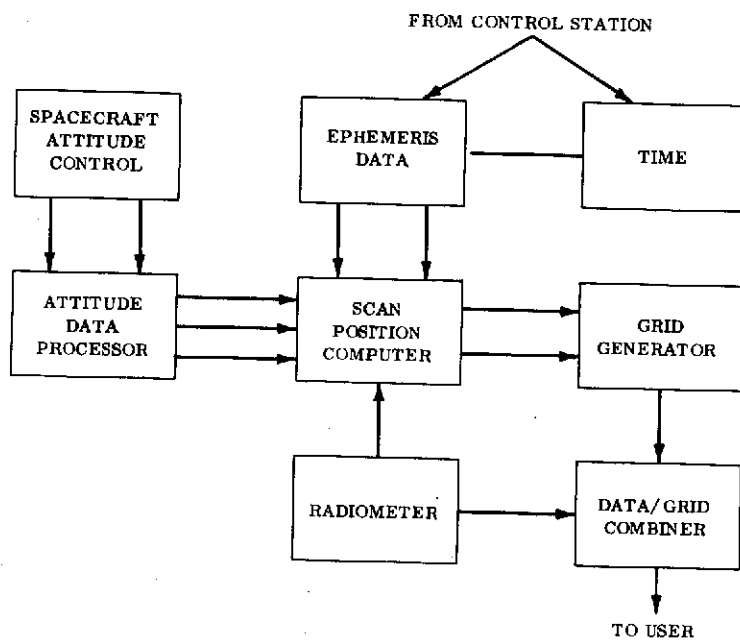 FROM CONTROL STATION
SPACECRAFT
ATTITUDE
CONTROL
EPHEMERIS
DATA
TIME
ATTITUDE
DATA
PROCESSOR
SCAN
POSITION
COMPUTER
GRID
GENERATOR
RADIOMETER
DATA/GRID
COMBINER
TO USER